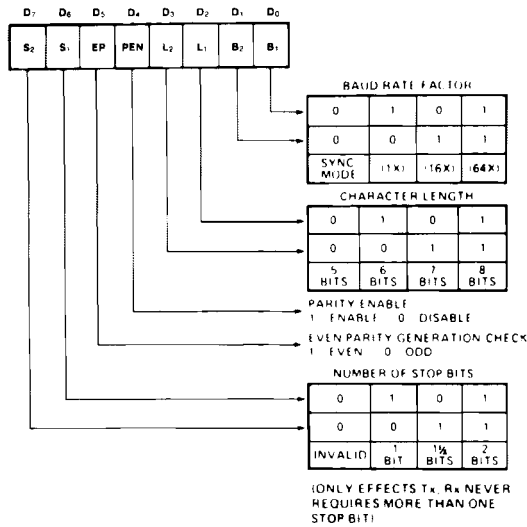 D₇ D₆ D₅ D₄ D₃ D₂ D₁ D₀
S₂ S₁ EP PEN L₂ L₁ B₂ B₁
BAUD RATE FACTOR
0 1 0 1
0 0 1 1
SYNC MODE (1X) (16X) (64X)
CHARACTER LENGTH
0 1 0 1
0 0 1 1
5 BITS 6 BITS 7 BITS 8 BITS
PARITY ENABLE
1 ENABLE 0 DISABLE
EVEN PARITY GENERATION CHECK
1 EVEN 0 ODD
NUMBER OF STOP BITS
0 1 0 1
0 0 1 1
INVALID 1 BIT 1½ BITS 2 BITS
(ONLY EFFECTS Tx, Rx NEVER
REQUIRES MORE THAN ONE
STOP BIT)